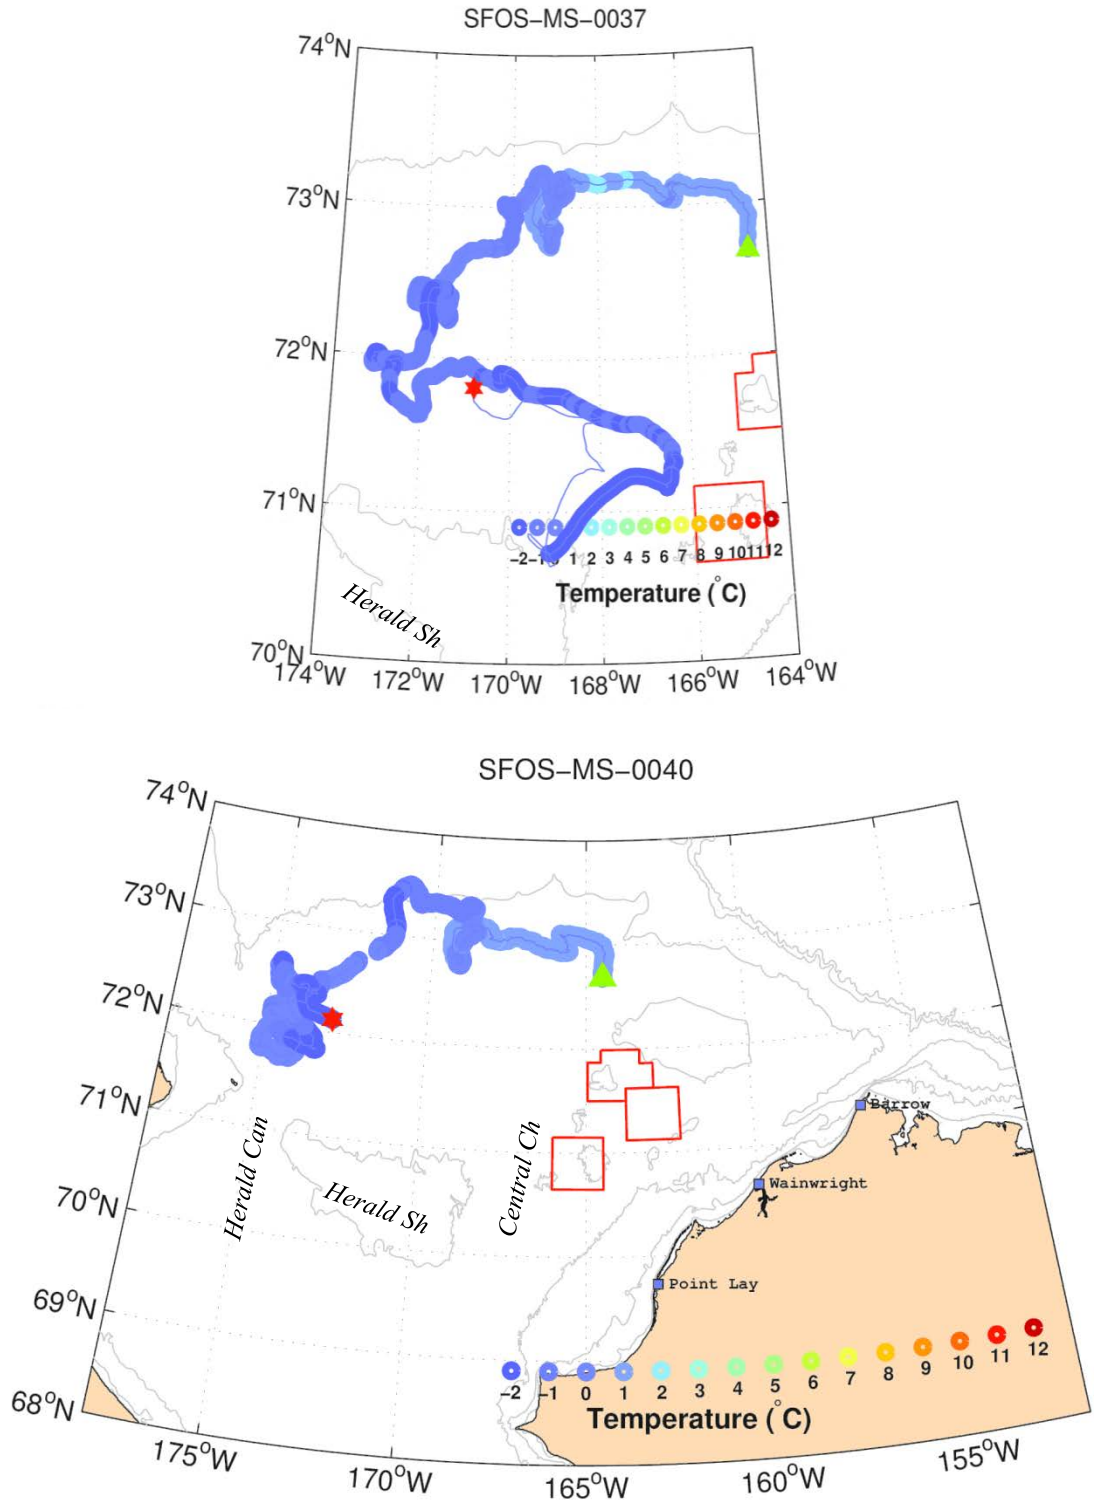 SFOS-MS-0037
74°N
73°N
72°N
71°N
70°N
-2 -1 0 1 2 3 4 5 6 7 8 9 10 11 12
Temperature (°C)
Herald Sh
174°W 172°W 170°W 168°W 166°W 164°W
SFOS-MS-0040
74°N
73°N
72°N
71°N
70°N
69°N
68°N
Barrow
Wainwright
Point Lay
Herald Can
Herald Sh
Central Ch
-2 -1 0 1 2 3 4 5 6 7 8 9 10 11 12
Temperature (°C)
175°W 170°W 165°W 160°W 155°W